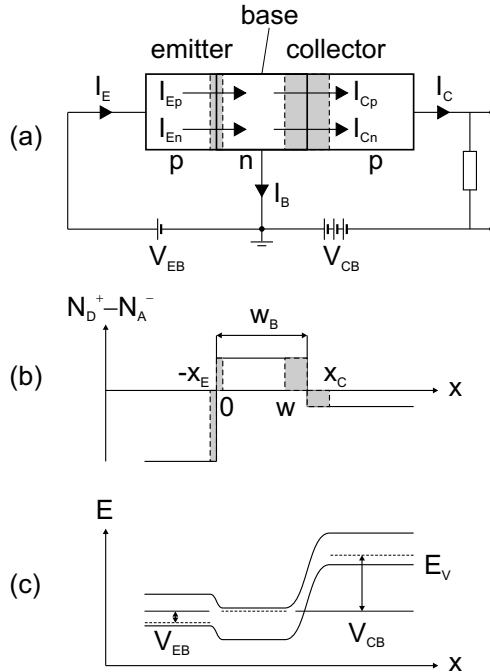 base
emitter collector
I_E I_Ep I_Cp I_C
(a) I_En I_Cn
p n p
I_B
V_EB V_CB
N_D^+–N_A^-
w_B
(b) -x_E x_C x
0 w
E
(c) E_V
V_EB V_CB
x